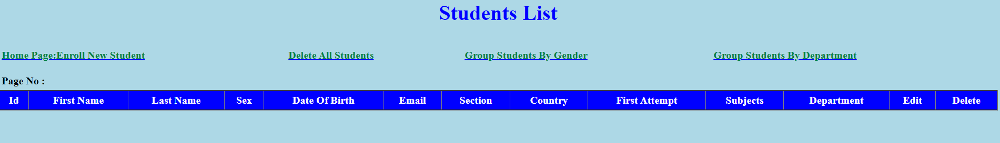 Students List
Home Page:Enroll New Student Delete All Students Group Students By Gender Group Students By Department
Page No :
Id First Name Last Name Sex Date Of Birth Email Section Country First Attempt Subjects Department Edit Delete